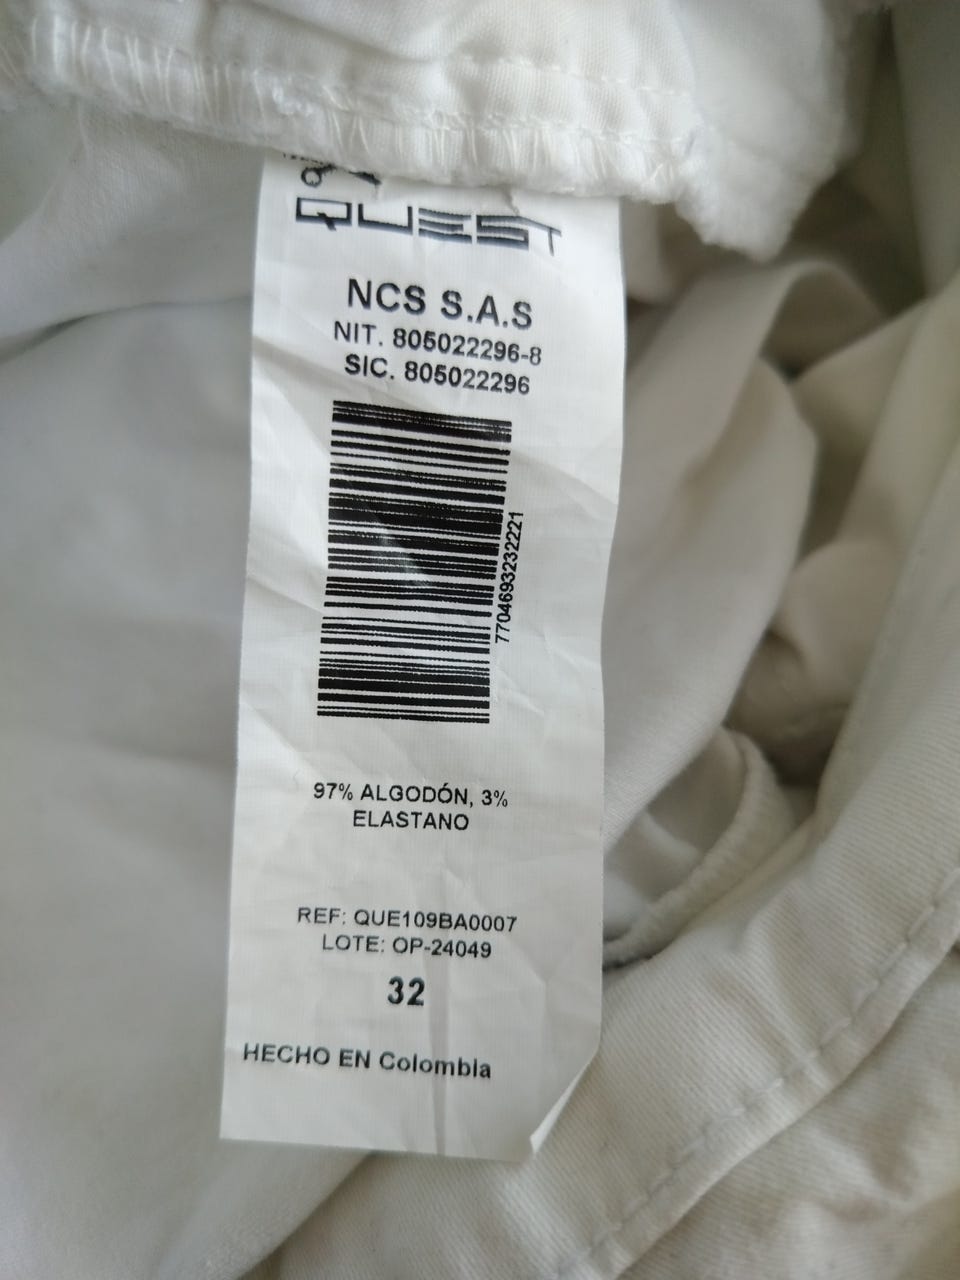 QUEST
NCS S.A.S
NIT. 805022296-8
SIC. 805022296
7704693232221
97% ALGODÓN, 3%
ELASTANO
REF: QUE109BA0007
LOTE: OP-24049
32
HECHO EN Colombia